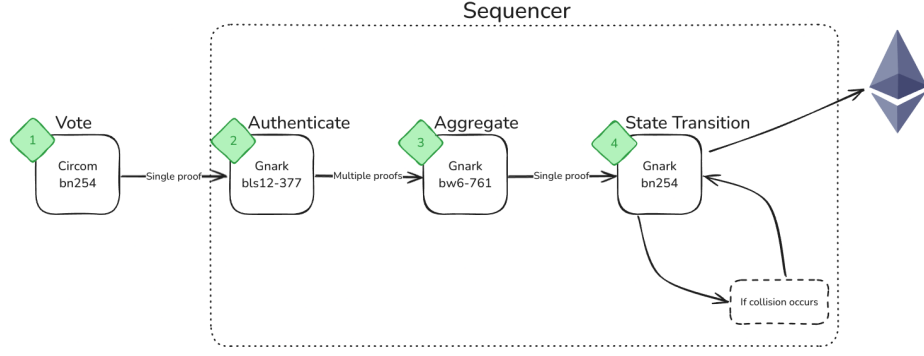 Sequencer
1
Vote
Circom
bn254
Single proof
2
Authenticate
Gnark
bls12-377
Multiple proofs
3
Aggregate
Gnark
bw6-761
Single proof
4
State Transition
Gnark
bn254
If collision occurs